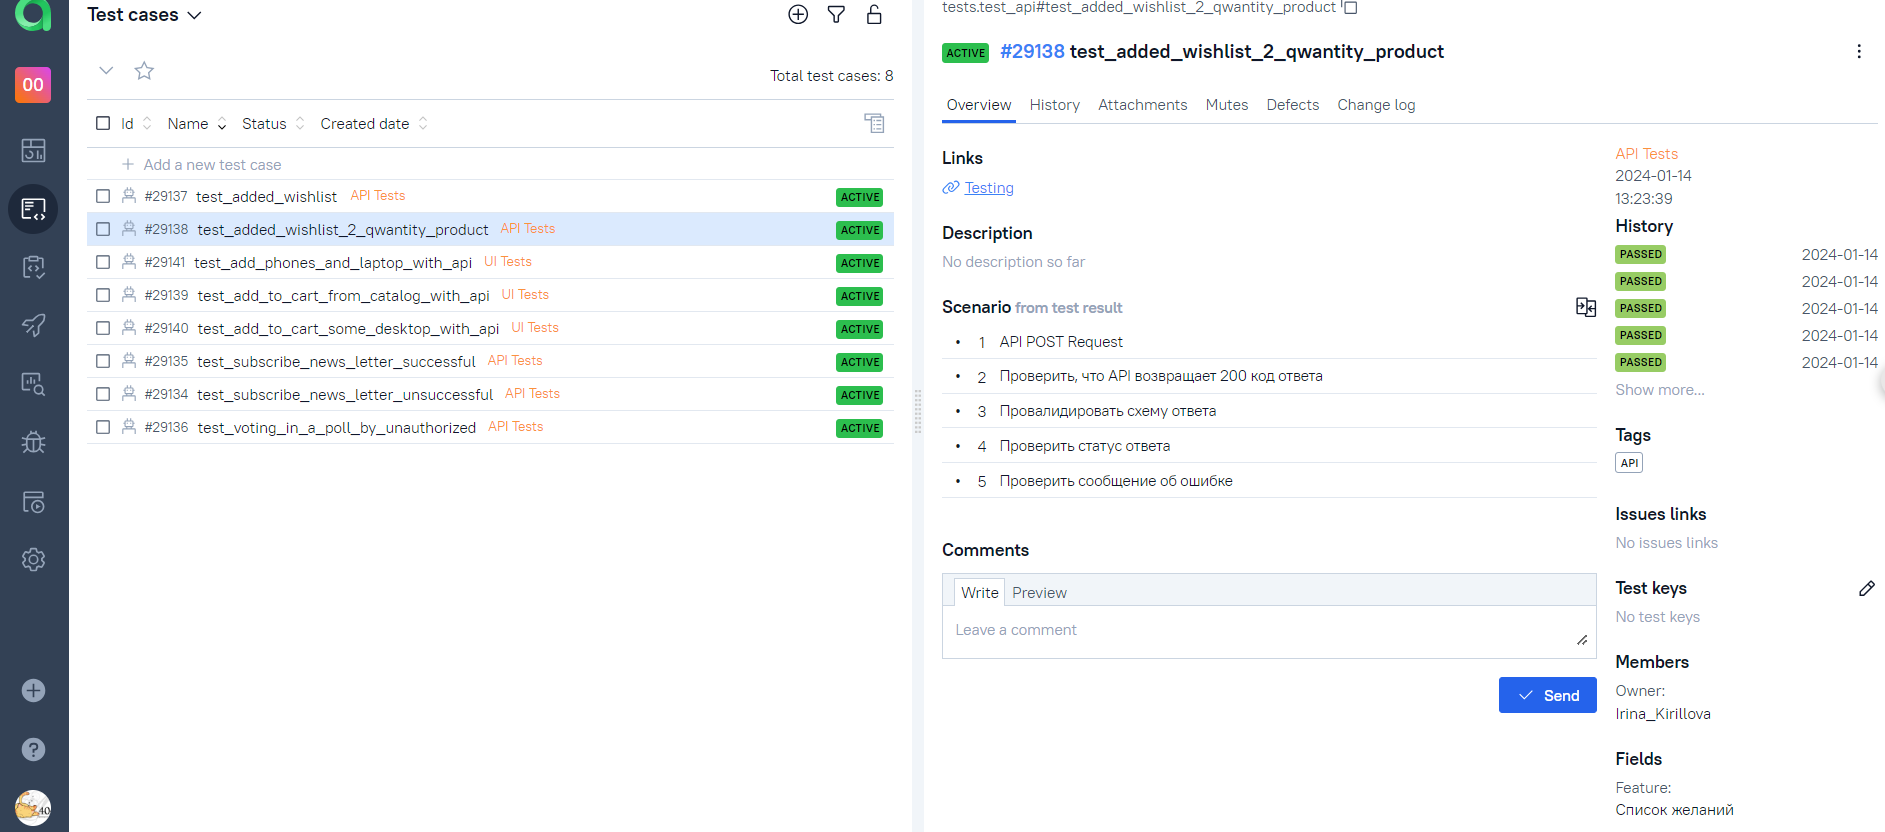 Test cases
Total test cases: 8
Id Name Status Created date
Add a new test case
#29137 test_added_wishlist API Tests ACTIVE
#29138 test_added_wishlist_2_qwantity_product API Tests ACTIVE
#29141 test_add_phones_and_laptop_with_api UI Tests ACTIVE
#29139 test_add_to_cart_from_catalog_with_api UI Tests ACTIVE
#29140 test_add_to_cart_some_desktop_with_api UI Tests ACTIVE
#29135 test_subscribe_news_letter_successful API Tests ACTIVE
#29134 test_subscribe_news_letter_unsuccessful API Tests ACTIVE
#29136 test_voting_in_a_poll_by_unauthorized API Tests ACTIVE
OO
40
tests.test_api#test_added_wishlist_2_qwantity_product
ACTIVE #29138 test_added_wishlist_2_qwantity_product
Overview History Attachments Mutes Defects Change log
Links
Testing
Description
No description so far
Scenario from test result
1 API POST Request
2 Проверить, что API возвращает 200 код ответа
3 Провалидировать схему ответа
4 Проверить статус ответа
5 Проверить сообщение об ошибке
Comments
Write Preview
Leave a comment
Send
API Tests
2024-01-14
13:23:39
History
PASSED 2024-01-14
PASSED 2024-01-14
PASSED 2024-01-14
PASSED 2024-01-14
PASSED 2024-01-14
Show more...
Tags
API
Issues links
No issues links
Test keys
No test keys
Members
Owner:
Irina_Kirillova
Fields
Feature:
Список желаний